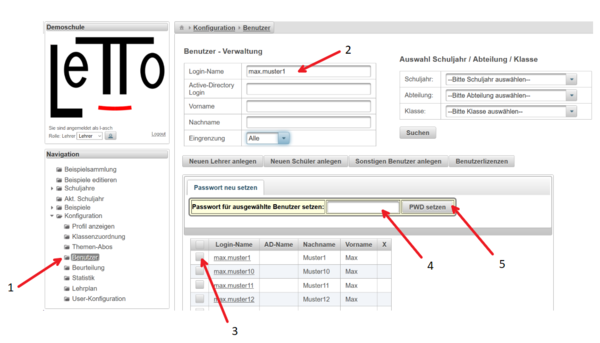 Demoschule
LeTTo
Sie sind angemeldet als l.asch
Rolle: Lehrer Lehrer
Logout
Navigation
Beispielsammlung
Beispiele editieren
Schuljahre
Akt. Schuljahr
Beispiele
Konfiguration
Profil anzeigen
Klassenzuordnung
Themen-Abos
Benutzer
Beurteilung
Statistik
Lehrplan
User-Konfiguration
Konfiguration Benutzer
Benutzer - Verwaltung
Login-Name max.muster1
Active-Directory
Login
Vorname
Nachname
Eingrenzung Alle
Auswahl Schuljahr / Abteilung / Klasse
Schuljahr: --Bitte Schuljahr auswählen--
Abteilung: --Bitte Abteilung auswählen--
Klasse: --Bitte Klasse auswählen--
Suchen
Neuen Lehrer anlegen Neuen Schüler anlegen Sonstigen Benutzer anlegen Benutzerlizenzen
Passwort neu setzen
Passwort für ausgewählte Benutzer setzen: PWD setzen
Login-Name AD-Name Nachname Vorname X
max.muster1 Muster1 Max
max.muster10 Muster10 Max
max.muster11 Muster11 Max
max.muster12 Muster12 Max
1
2
3
4
5